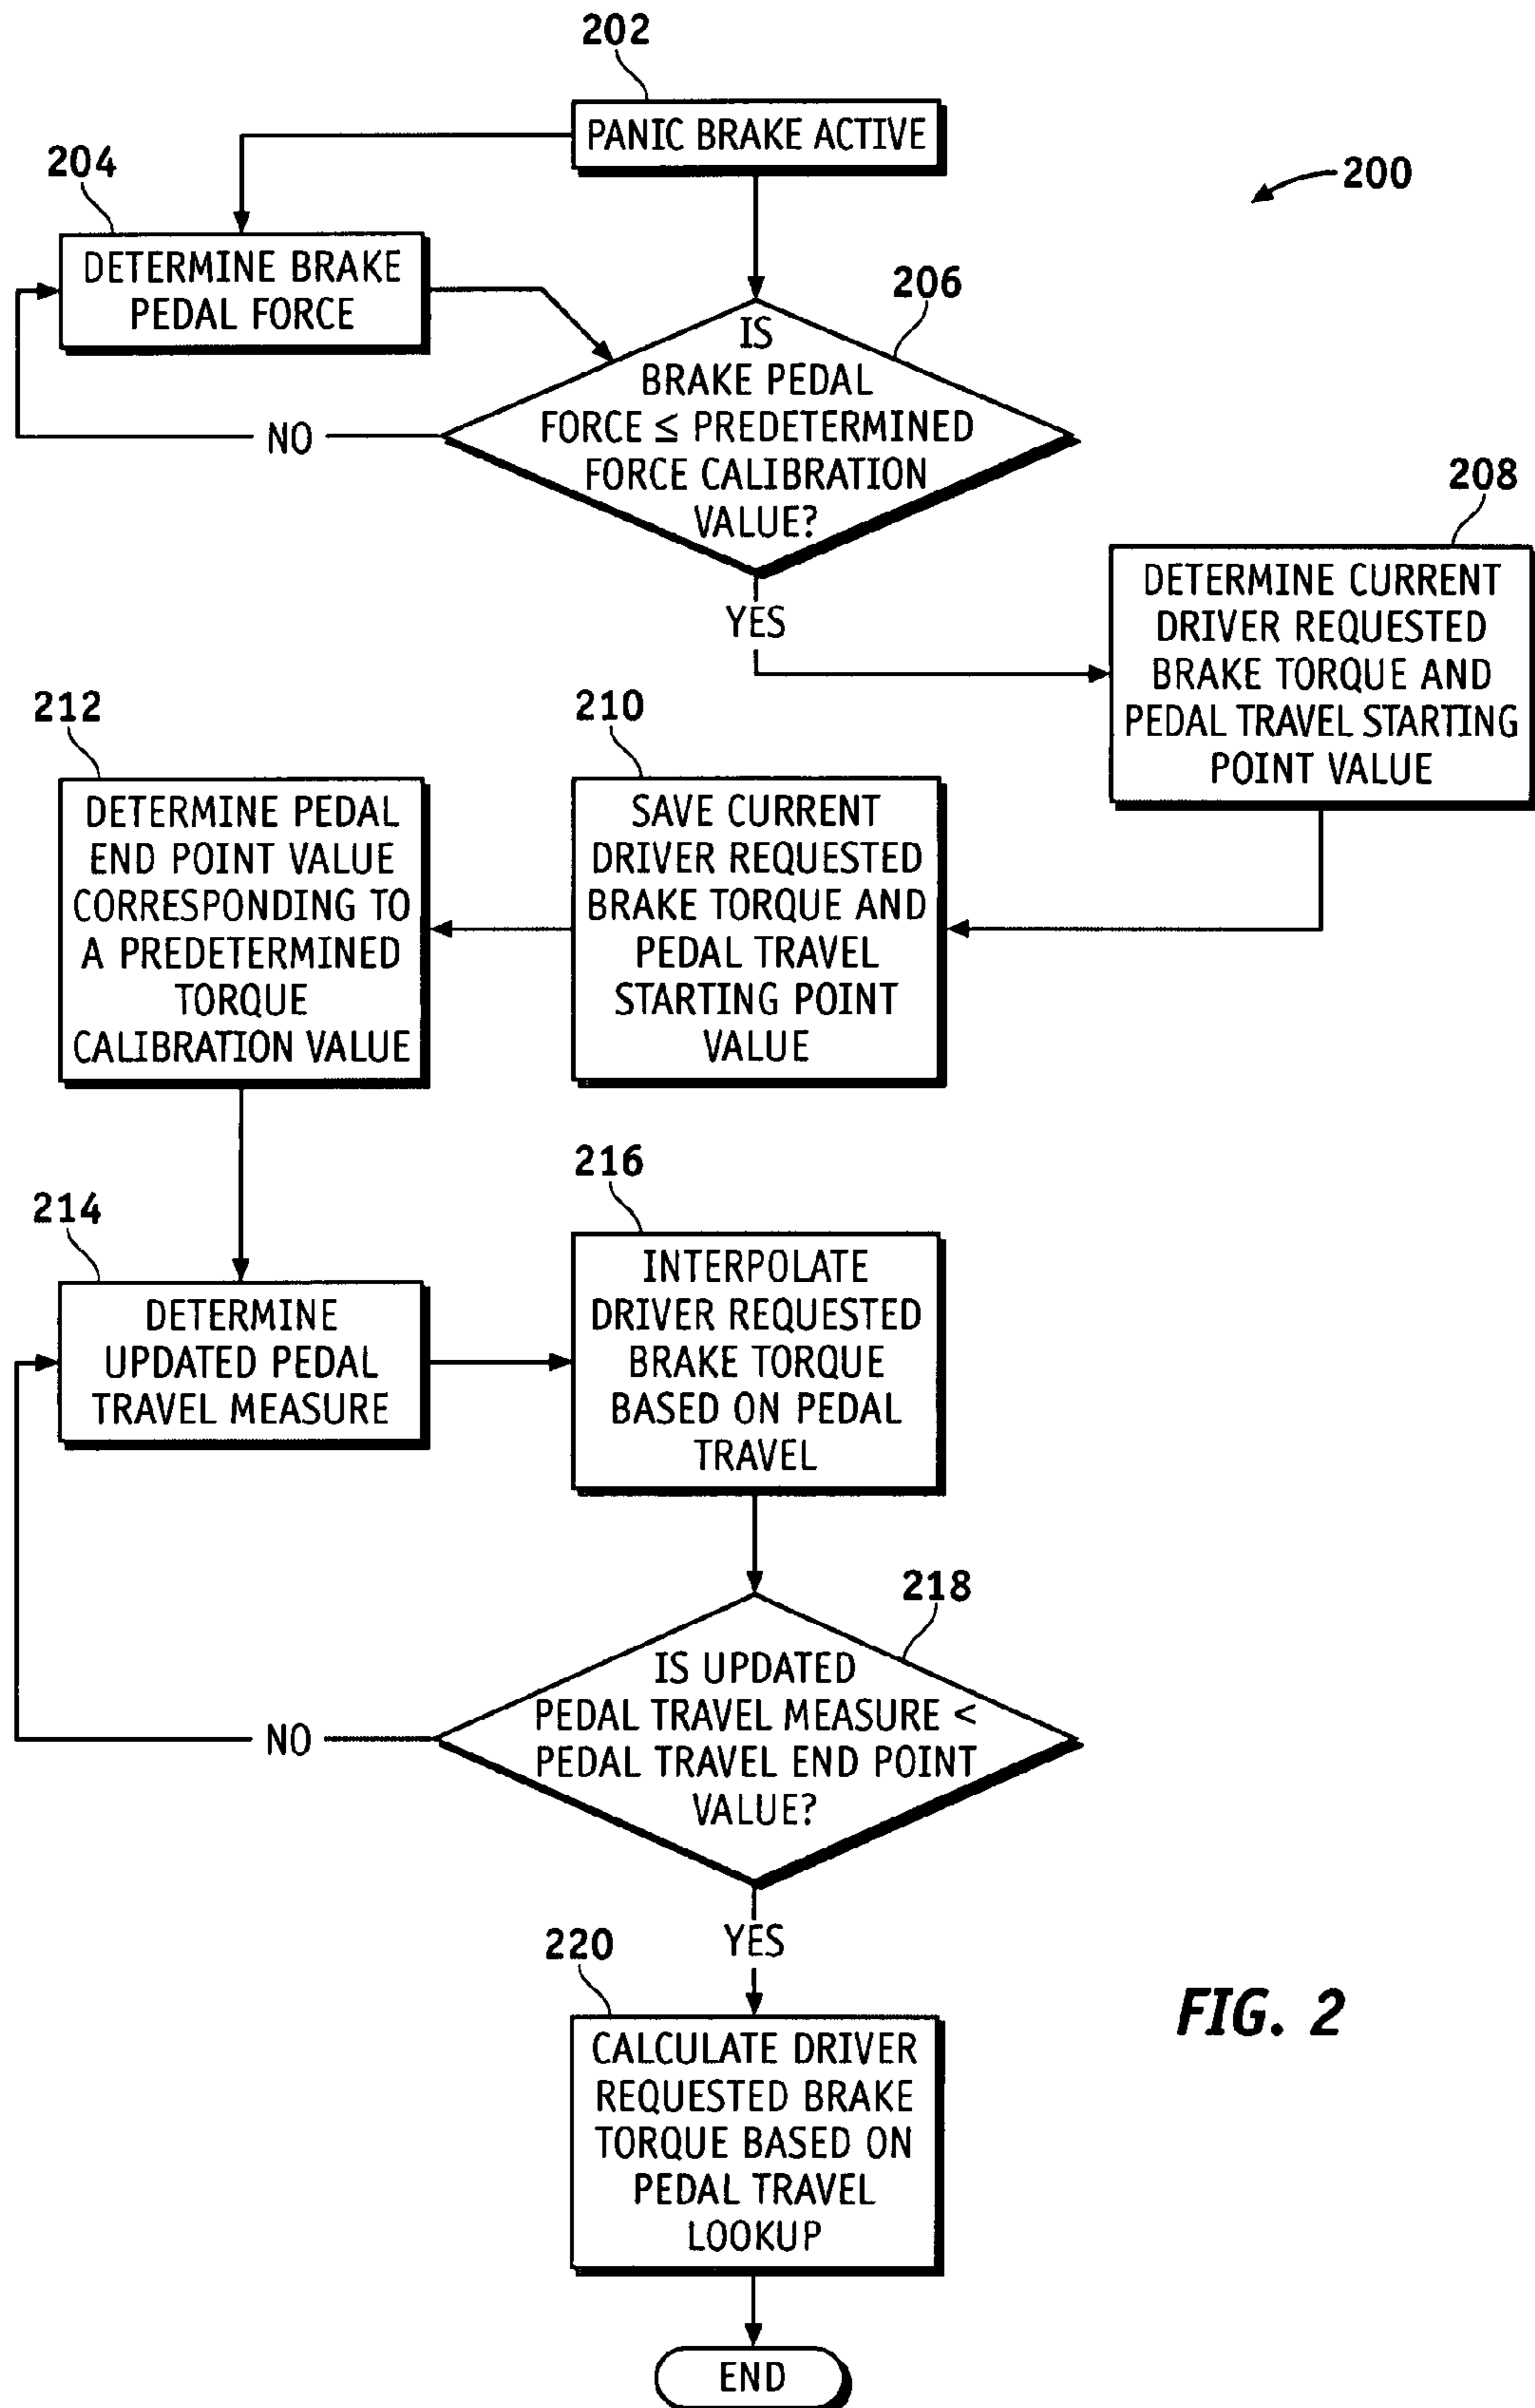 202
PANIC BRAKE ACTIVE
200
204
DETERMINE BRAKE
PEDAL FORCE
206
IS
BRAKE PEDAL
FORCE ≤ PREDETERMINED
FORCE CALIBRATION
VALUE?
NO
YES
208
DETERMINE CURRENT
DRIVER REQUESTED
BRAKE TORQUE AND
PEDAL TRAVEL STARTING
POINT VALUE
210
SAVE CURRENT
DRIVER REQUESTED
BRAKE TORQUE AND
PEDAL TRAVEL
STARTING POINT
VALUE
212
DETERMINE PEDAL
END POINT VALUE
CORRESPONDING TO
A PREDETERMINED
TORQUE
CALIBRATION VALUE
214
DETERMINE
UPDATED PEDAL
TRAVEL MEASURE
216
INTERPOLATE
DRIVER REQUESTED
BRAKE TORQUE
BASED ON PEDAL
TRAVEL
218
IS UPDATED
PEDAL TRAVEL MEASURE <
PEDAL TRAVEL END POINT
VALUE?
NO
YES
220
CALCULATE DRIVER
REQUESTED BRAKE
TORQUE BASED ON
PEDAL TRAVEL
LOOKUP
END
FIG. 2